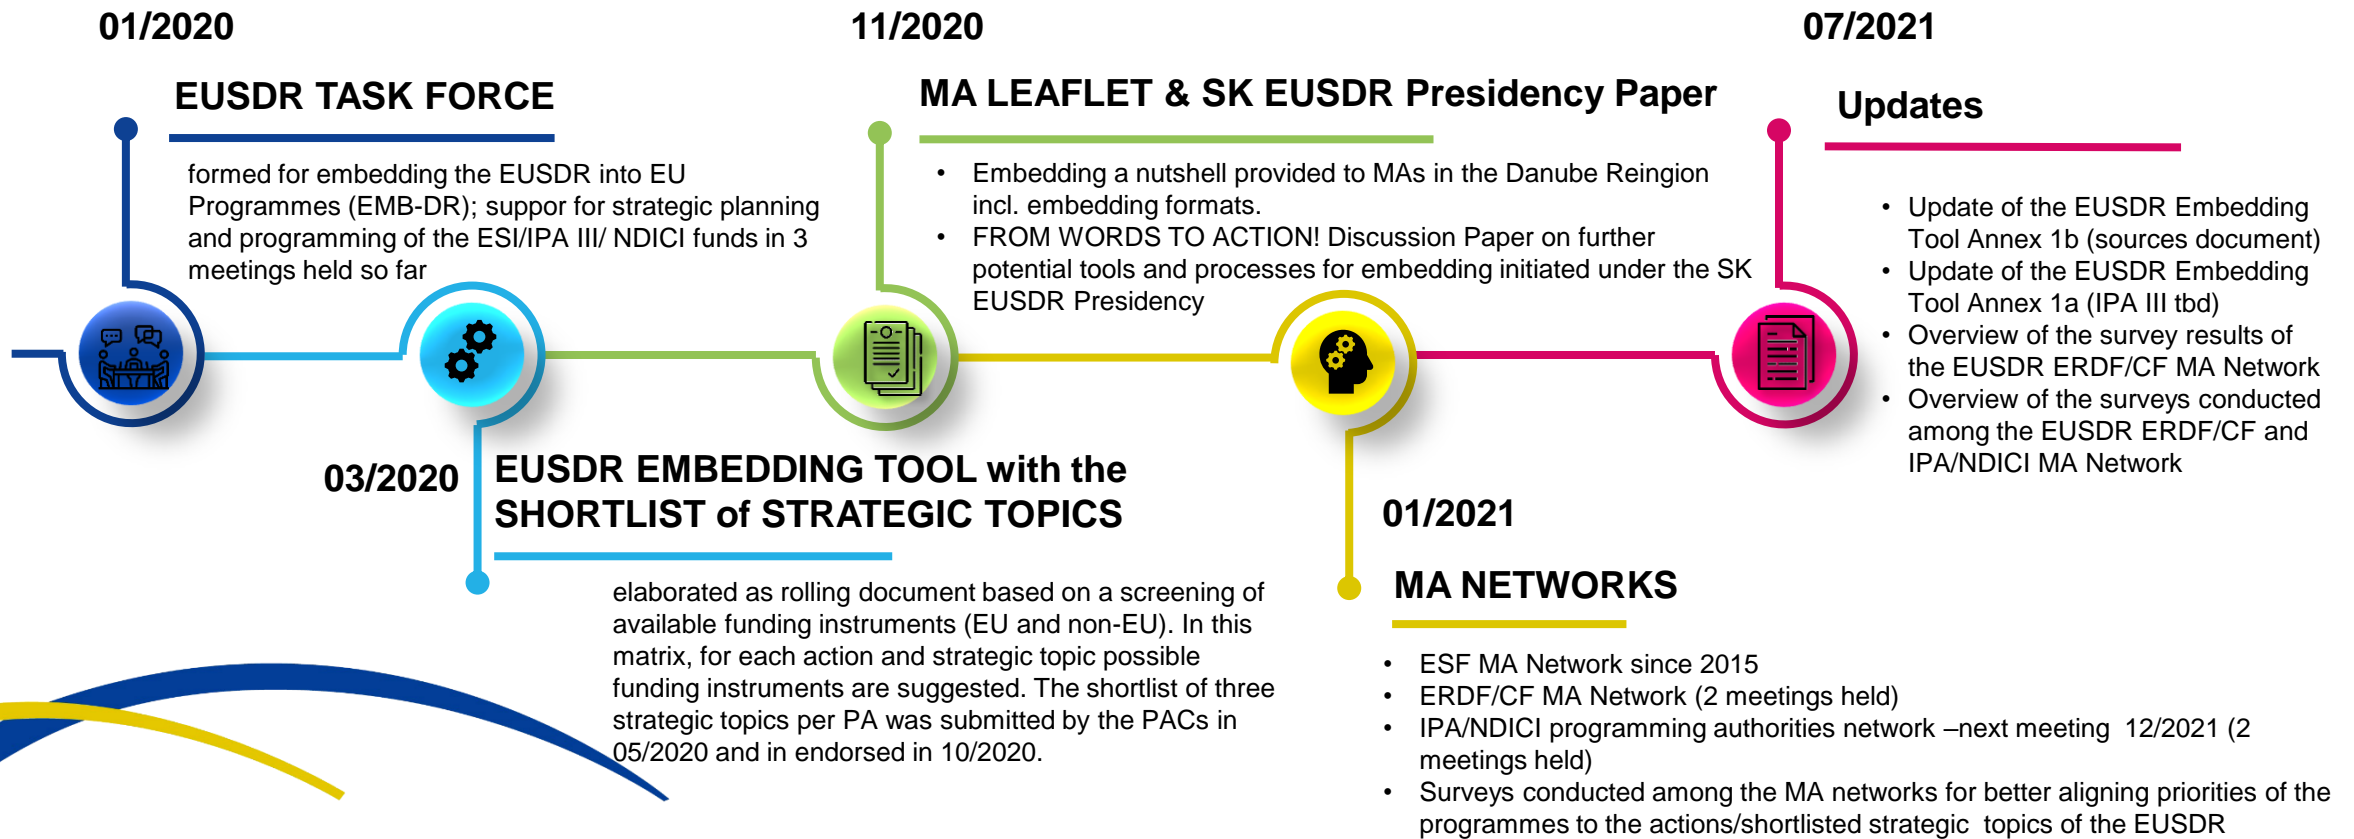 01/2020
EUSDR TASK FORCE
formed for embedding the EUSDR into EU
Programmes (EMB-DR); suppor for strategic planning
and programming of the ESI/IPA III/ NDICI funds in 3
meetings held so far
03/2020
EUSDR EMBEDDING TOOL with the
SHORTLIST of STRATEGIC TOPICS
elaborated as rolling document based on a screening of
available funding instruments (EU and non-EU). In this
matrix, for each action and strategic topic possible
funding instruments are suggested. The shortlist of three
strategic topics per PA was submitted by the PACs in
05/2020 and in endorsed in 10/2020.
11/2020
MA LEAFLET & SK EUSDR Presidency Paper
• Embedding a nutshell provided to MAs in the Danube Reingion
incl. embedding formats.
• FROM WORDS TO ACTION! Discussion Paper on further
potential tools and processes for embedding initiated under the SK
EUSDR Presidency
01/2021
MA NETWORKS
• ESF MA Network since 2015
• ERDF/CF MA Network (2 meetings held)
• IPA/NDICI programming authorities network –next meeting 12/2021 (2
meetings held)
• Surveys conducted among the MA networks for better aligning priorities of the
programmes to the actions/shortlisted strategic topics of the EUSDR
07/2021
Updates
• Update of the EUSDR Embedding
Tool Annex 1b (sources document)
• Update of the EUSDR Embedding
Tool Annex 1a (IPA III tbd)
• Overview of the survey results of
the EUSDR ERDF/CF MA Network
• Overview of the surveys conducted
among the EUSDR ERDF/CF and
IPA/NDICI MA Network